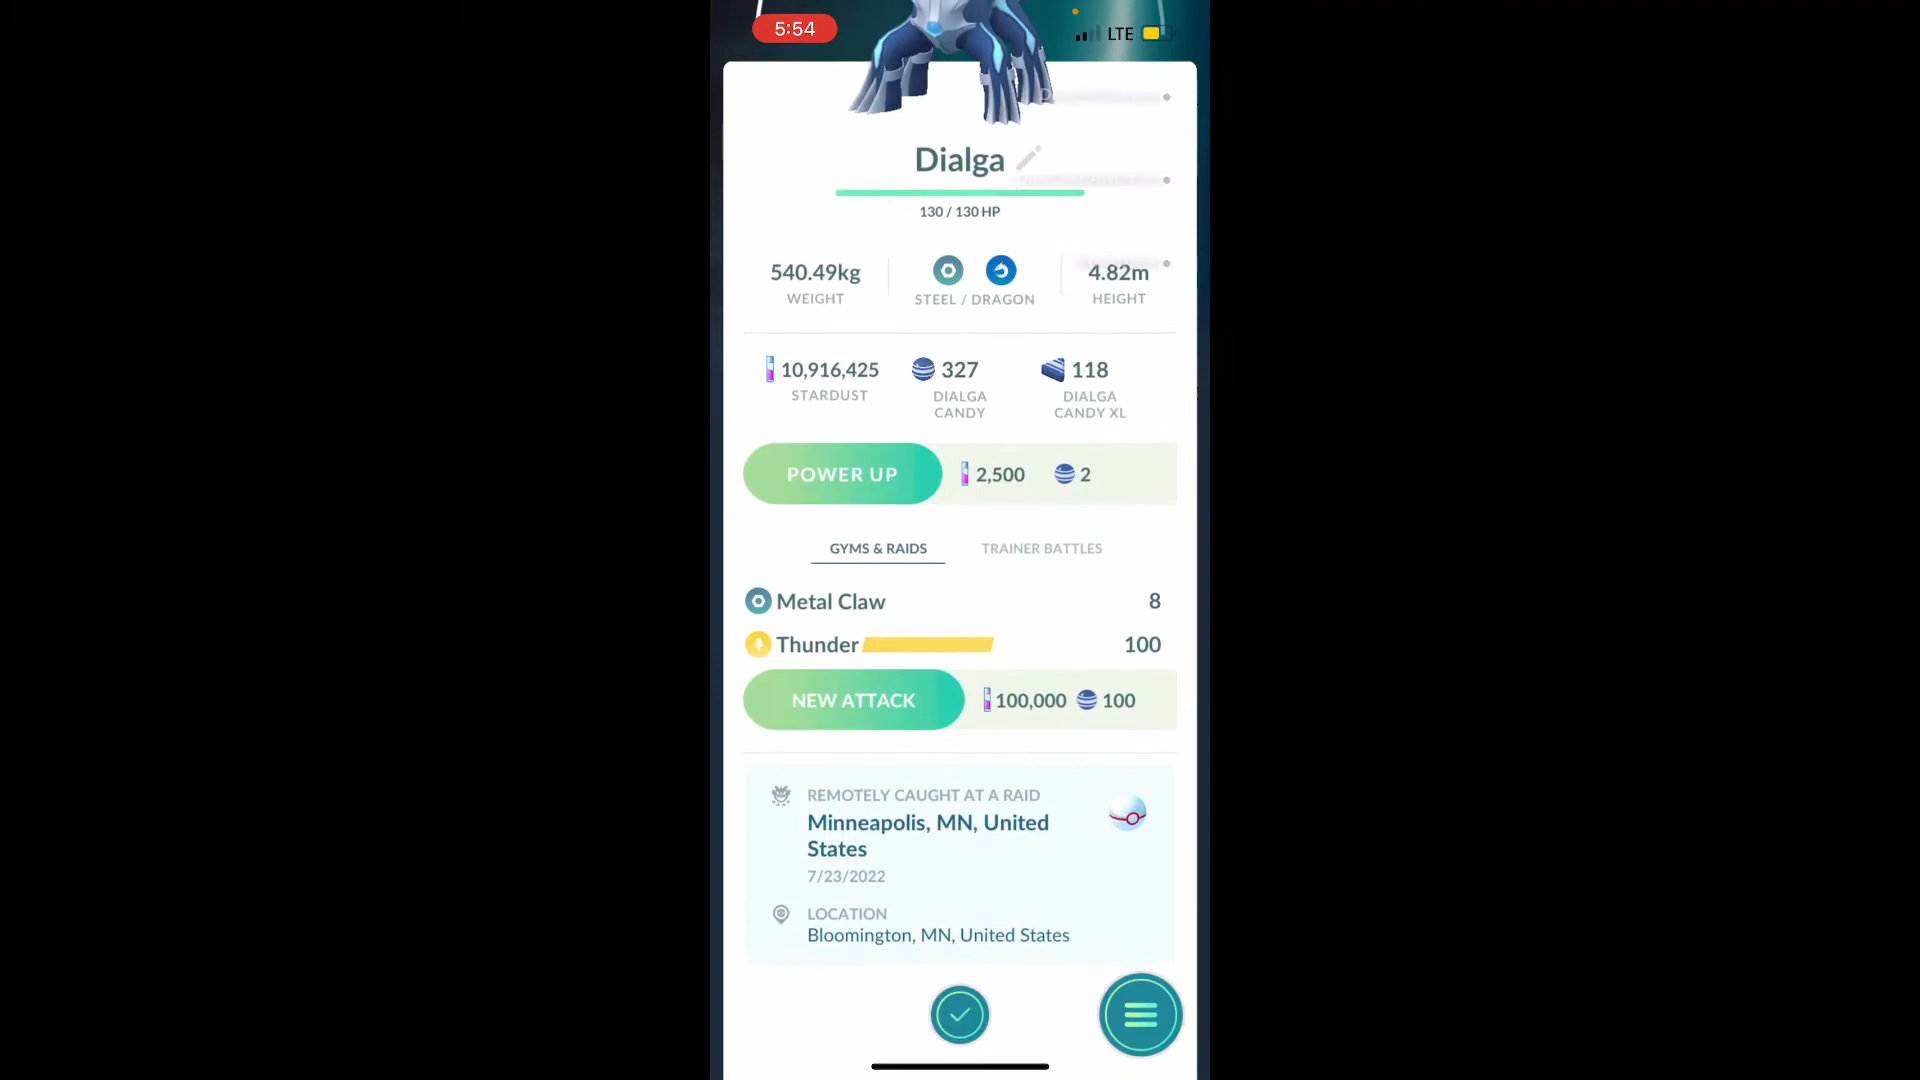 5:54
LTE
Dialga
130 / 130 HP
540.49kg
WEIGHT
STEEL / DRAGON
4.82m
HEIGHT
10,916,425
STARDUST
327
DIALGA
CANDY
118
DIALGA
CANDY XL
POWER UP 2,500 2
GYMS & RAIDS TRAINER BATTLES
Metal Claw 8
Thunder 100
NEW ATTACK 100,000 100
REMOTELY CAUGHT AT A RAID
Minneapolis, MN, United
States
7/23/2022
LOCATION
Bloomington, MN, United States